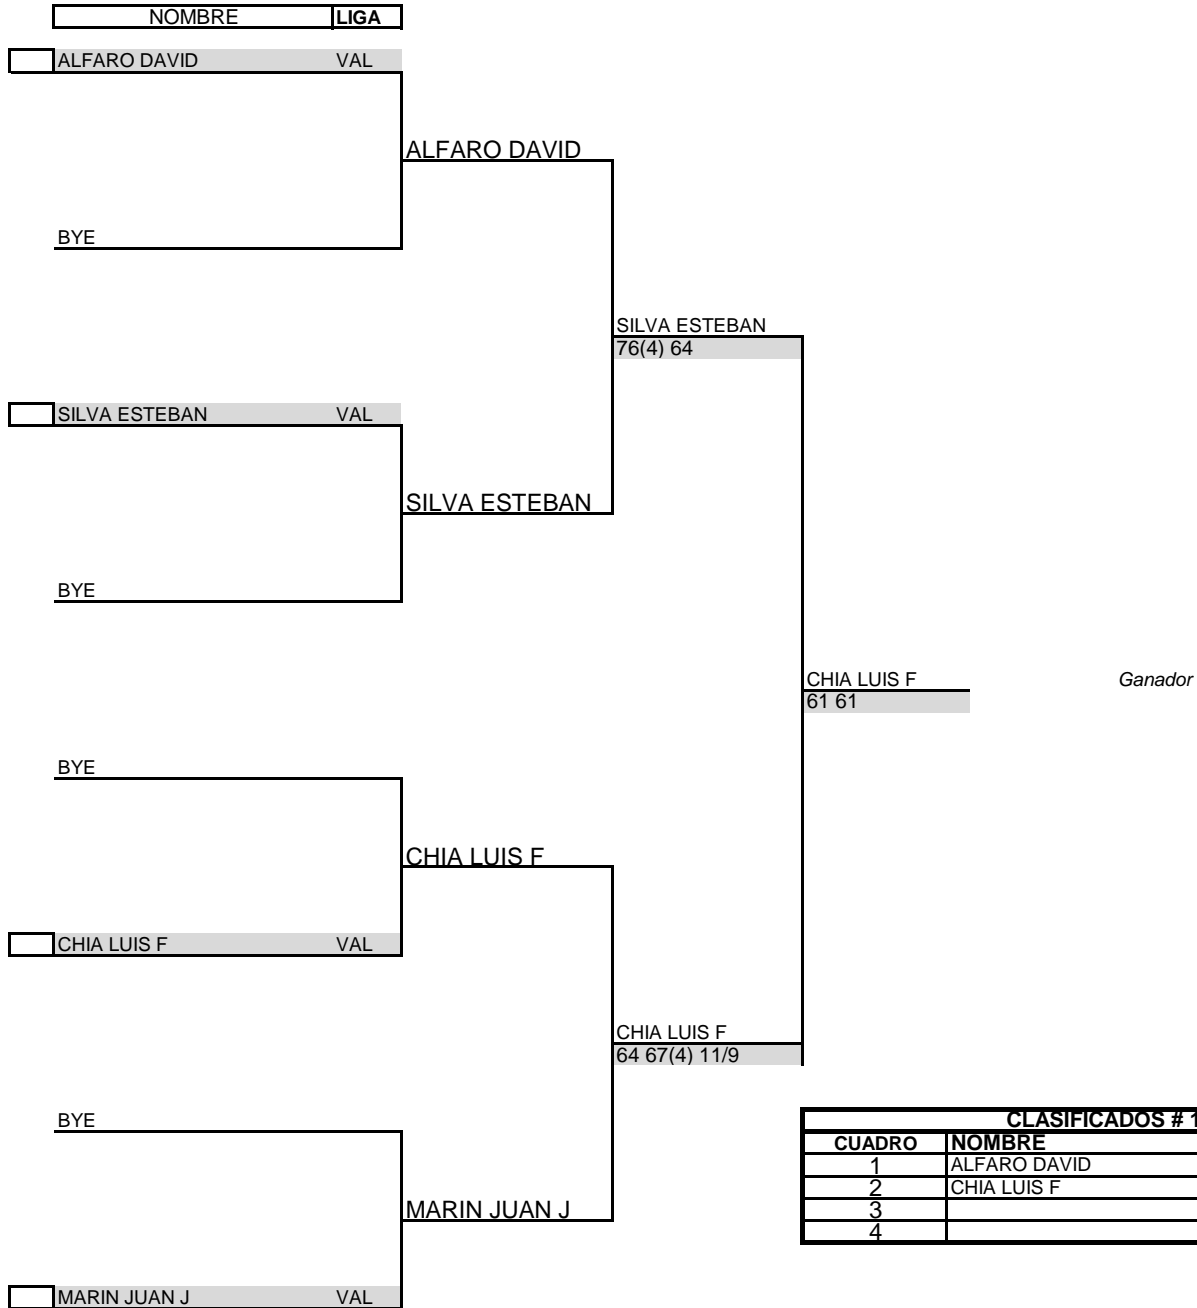 NOMBRE LIGA
ALFARO DAVID VAL
ALFARO DAVID
BYE
SILVA ESTEBAN
76(4) 64
SILVA ESTEBAN VAL
SILVA ESTEBAN
BYE
CHIA LUIS F Ganador
61 61
BYE
CHIA LUIS F
CHIA LUIS F VAL
CHIA LUIS F
64 67(4) 11/9
BYE
MARIN JUAN J
MARIN JUAN J VAL
CLASIFICADOS # 1
CUADRO NOMBRE
1 ALFARO DAVID
2 CHIA LUIS F
3
4